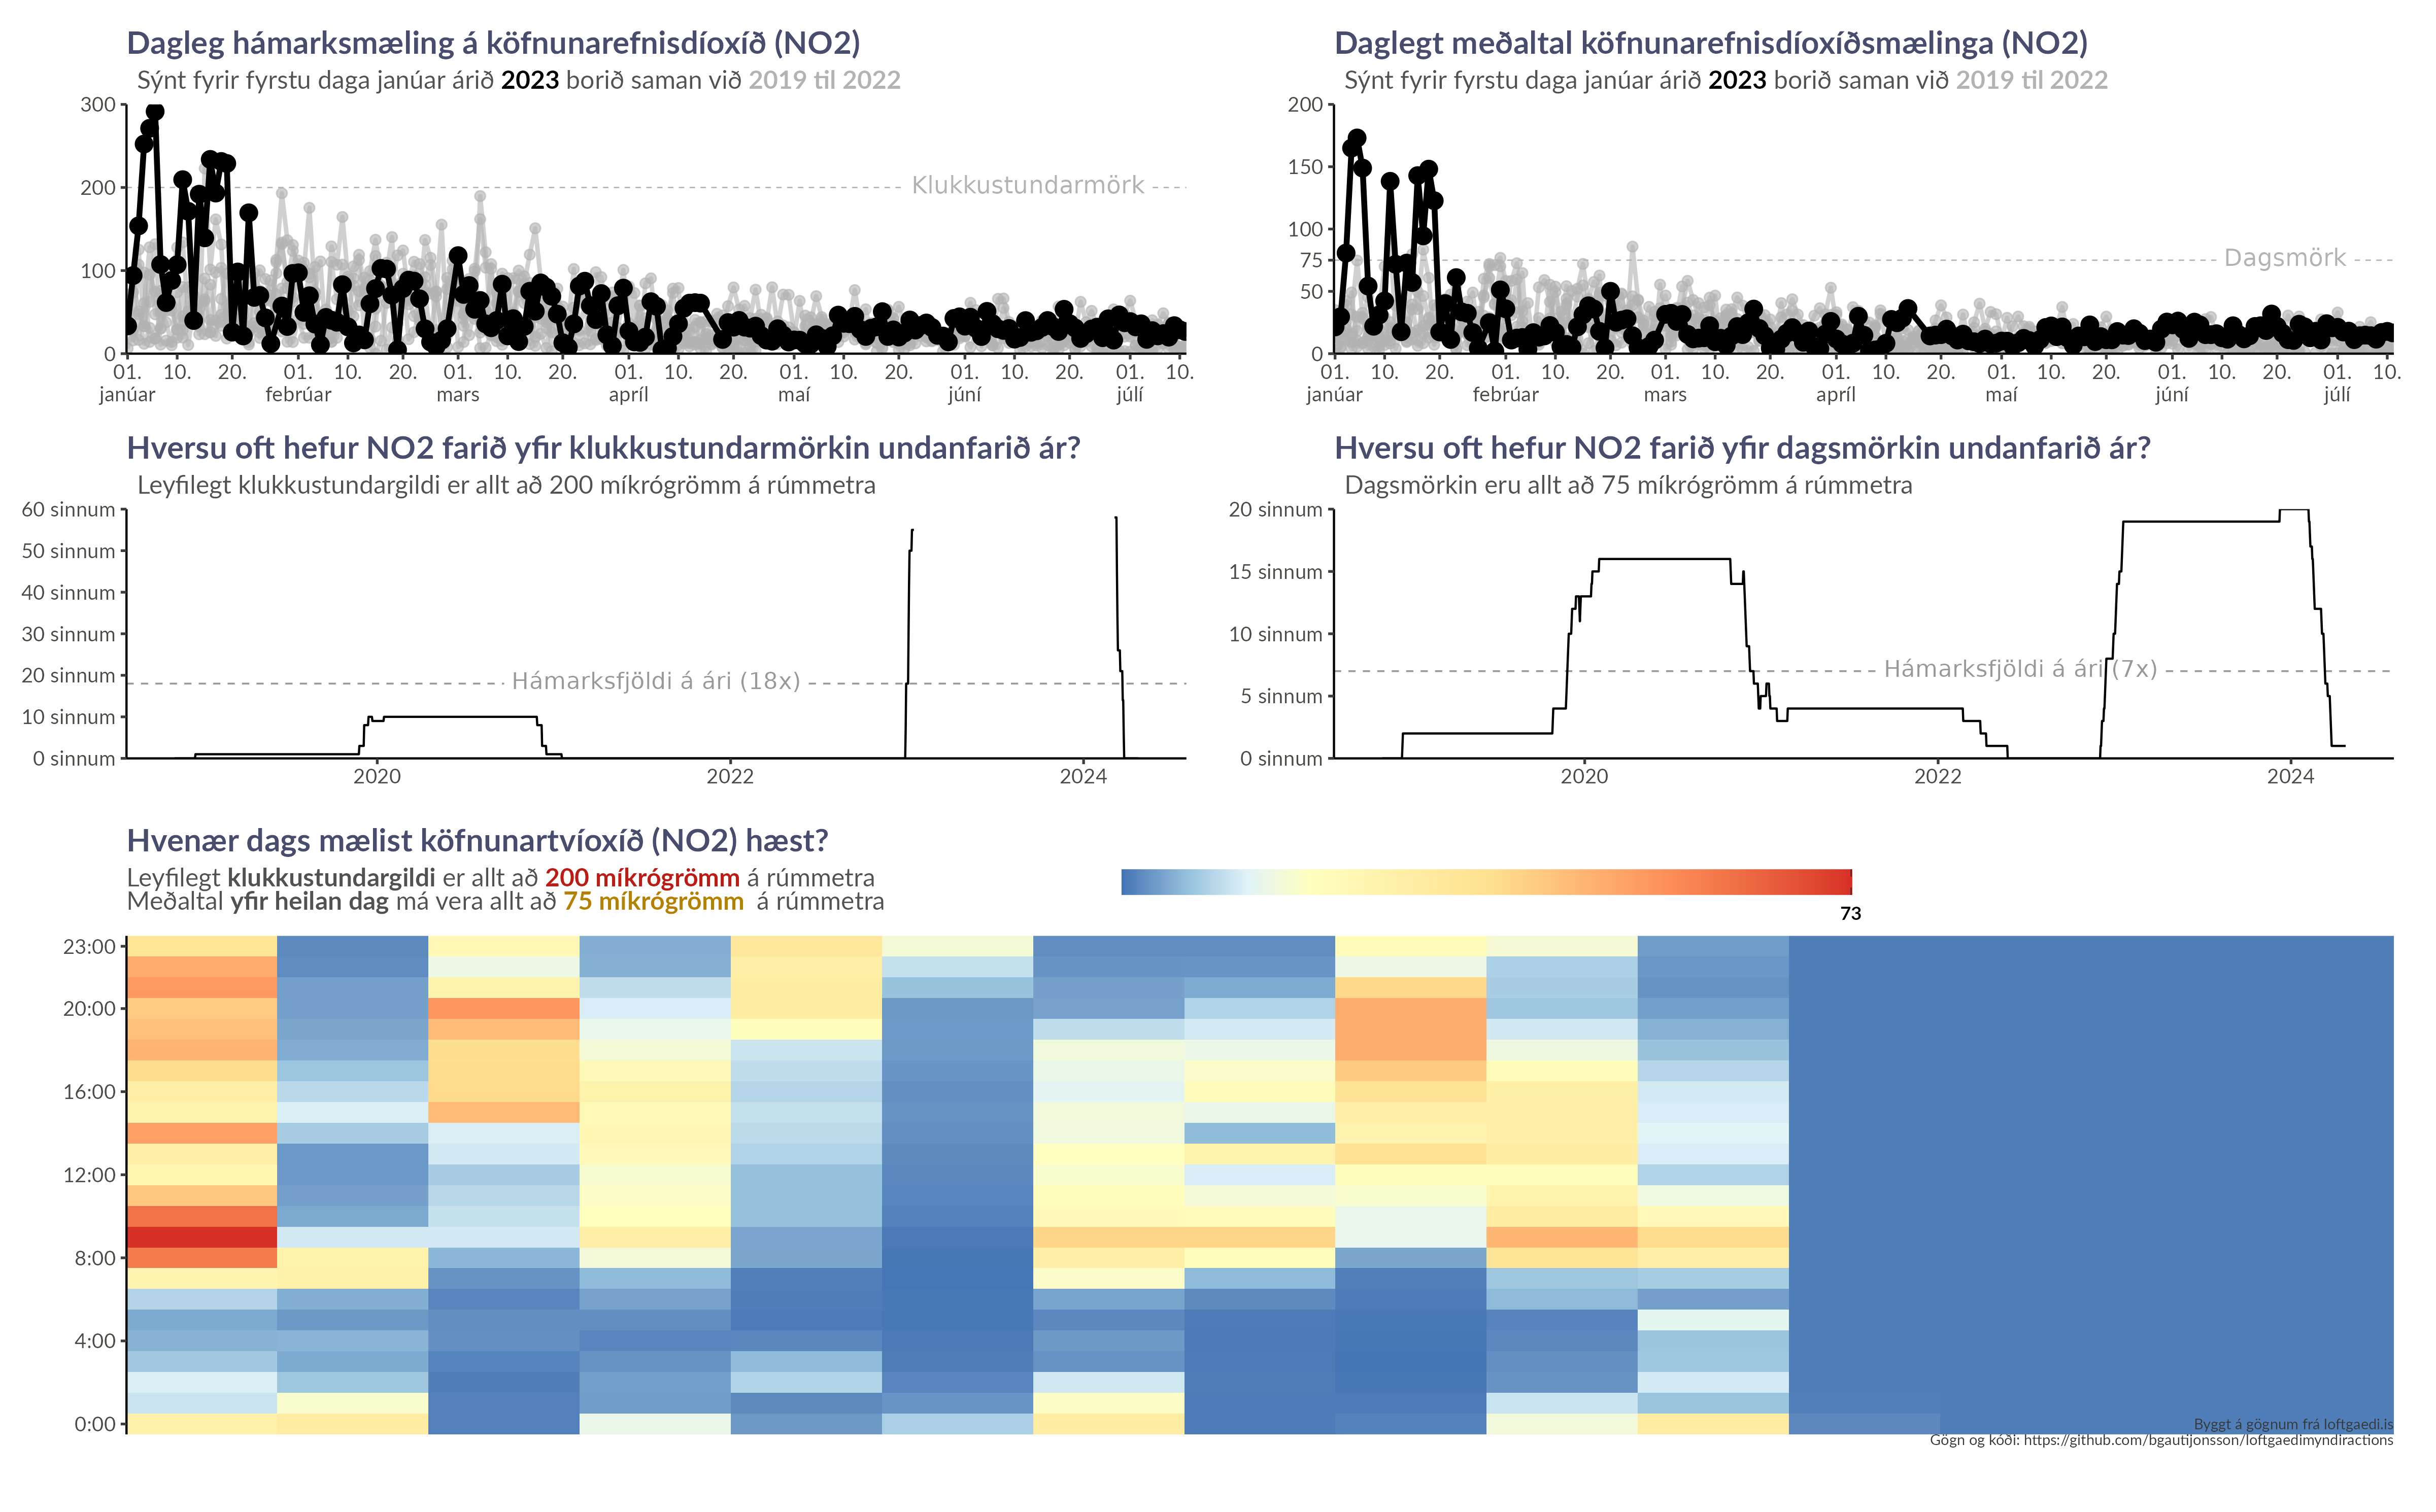 Dagleg hámarksmæling á köfnunarefnisdíoxíð (NO2)
Sýnt fyrir fyrstu daga janúar árið 2023 borið saman við 2019 til 2022
300
200
100
0
Klukkustundarmörk
01. 10. 20. 01. 10. 20. 01. 10. 20. 01. 10. 20. 01. 10. 20. 01. 10. 20. 01. 10.
janúar febrúar mars apríl maí júní júlí
Daglegt meðaltal köfnunarefnisdíoxíðsmælinga (NO2)
Sýnt fyrir fyrstu daga janúar árið 2023 borið saman við 2019 til 2022
200
150
100
75
50
0
Dagsmörk
01. 10. 20. 01. 10. 20. 01. 10. 20. 01. 10. 20. 01. 10. 20. 01. 10. 20. 01. 10.
janúar febrúar mars apríl maí júní júlí
Hversu oft hefur NO2 farið yfir klukkustundarmörkin undanfarið ár?
Leyfilegt klukkustundargildi er allt að 200 míkrógrömm á rúmmetra
60 sinnum
50 sinnum
40 sinnum
30 sinnum
20 sinnum
10 sinnum
0 sinnum
Hámarksfjöldi á ári (18x)
2020 2022 2024
Hversu oft hefur NO2 farið yfir dagsmörkin undanfarið ár?
Dagsmörkin eru allt að 75 míkrógrömm á rúmmetra
20 sinnum
15 sinnum
10 sinnum
5 sinnum
0 sinnum
Hámarksfjöldi á ári (7x)
2020 2022 2024
Hvenær dags mælist köfnunartvíoxíð (NO2) hæst?
Leyfilegt klukkustundargildi er allt að 200 míkrógrömm á rúmmetra
Meðaltal yfir heilan dag má vera allt að 75 míkrógrömm á rúmmetra
73
23:00
20:00
16:00
12:00
8:00
4:00
0:00
Byggt á gögnum frá loftgaedi.is
Gögn og kóði: https://github.com/bgautijonsson/loftgaedimyndiractions